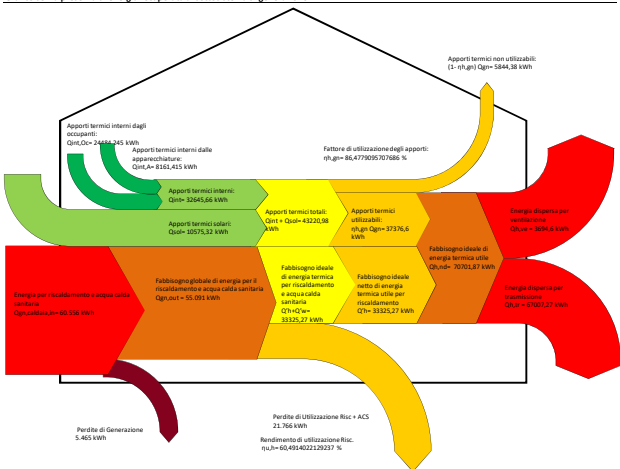 Apporti termici non utilizzabili:
(1- ηh,gn) Qgn= 5844,38 kWh
Apporti termici interni dagli
occupanti:
Qint,Oc= 24484,245 kWh
Apporti termici interni dalle
apparecchiature:
Qint,A= 8161,415 kWh
Fattore di utilizzazione degli apporti:
ηh,gn= 86,4779095707686 %
Apporti termici interni:
Qint= 32645,66 kWh
Apporti termici solari:
Qsol= 10575,32 kWh
Apporti termici totali:
Qint + Qsol= 43220,98
kWh
Apporti termici
utilizzabili:
ηh,gn Qgn= 37376,6
kWh
Energia dispersa per
ventilazione
Qh,ve = 3694,6 kWh
Fabbisogno ideale di
energia termica utile
Qh,nd= 70701,87 kWh
Energia per riscaldamento e acqua calda
sanitaria
Qgn,caldaia,in= 60.556 kWh
Fabbisogno globale di energia per il
riscaldamento e acqua calda sanitaria
Qgn,out = 55.091 kWh
Fabbisogno ideale
di energia termica
per riscaldamento
e acqua calda
sanitaria
Q'h+Q'w=
33325,27 kWh
Fabbisogno ideale
netto di energia
termica utile per
riscaldamento
Q'h= 33325,27 kWh
Energia dispersa per
trasmissione
Qh,tr = 67007,27 kWh
Perdite di Generazione
5.465 kWh
Perdite di Utilizzazione Risc + ACS
21.766 kWh
Rendimento di utilizzazione Risc.
ηu,h= 60,4914022129237 %